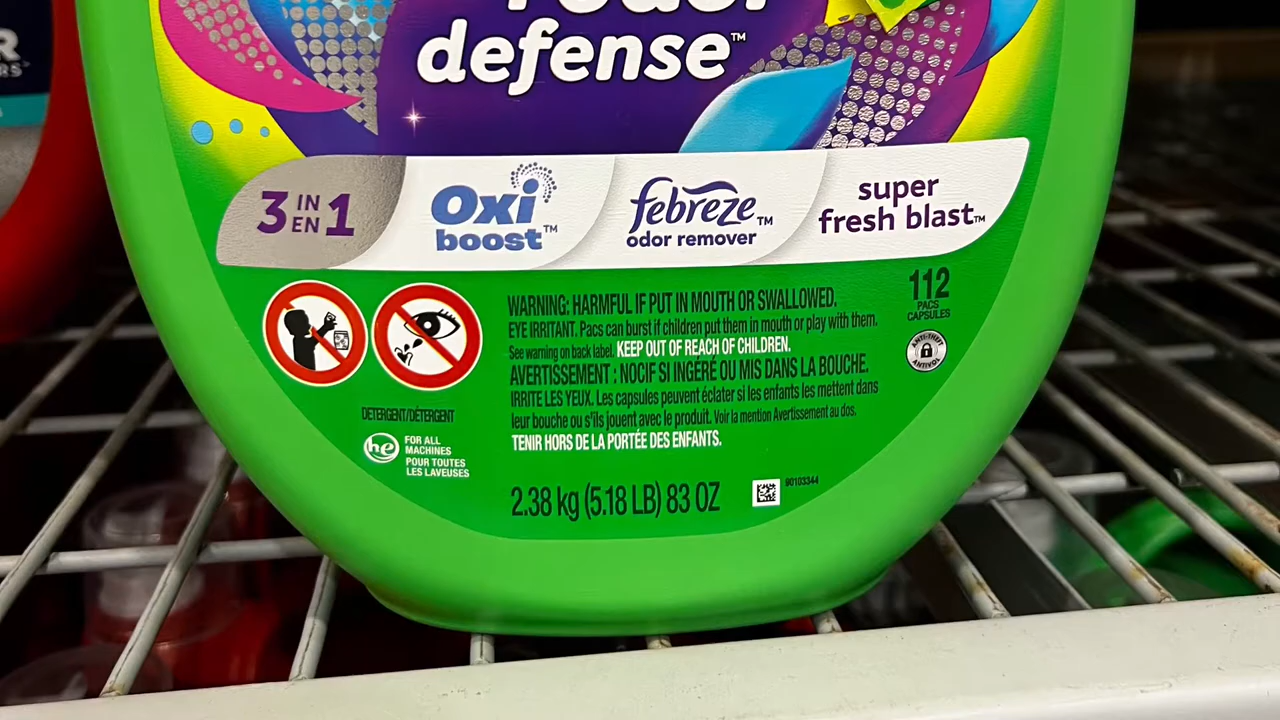 defense™
3 IN EN 1
Oxi boost™
febreze™
odor remover
super
fresh blast™
112
PACS
CAPSULES
ANTI-THEFT
ANTIVOL
WARNING: HARMFUL IF PUT IN MOUTH OR SWALLOWED.
EYE IRRITANT. Pacs can burst if children put them in mouth or play with them.
See warning on back label. KEEP OUT OF REACH OF CHILDREN.
AVERTISSEMENT : NOCIF SI INGÉRÉ OU MIS DANS LA BOUCHE.
IRRITE LES YEUX. Les capsules peuvent éclater si les enfants les mettent dans
leur bouche ou s'ils jouent avec le produit. Voir la mention Avertissement au dos.
TENIR HORS DE LA PORTÉE DES ENFANTS.
DETERGENT/DÉTERGENT
he
FOR ALL
MACHINES
POUR TOUTES
LES LAVEUSES
2.38 kg (5.18 LB) 83 OZ
90103344